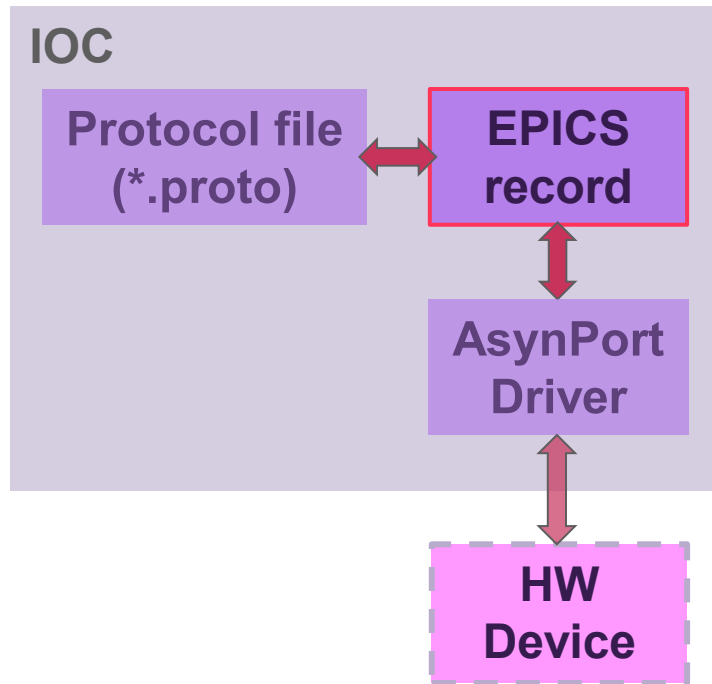 IOC
Protocol file
(*.proto)
EPICS
record
AsynPort
Driver
HW
Device